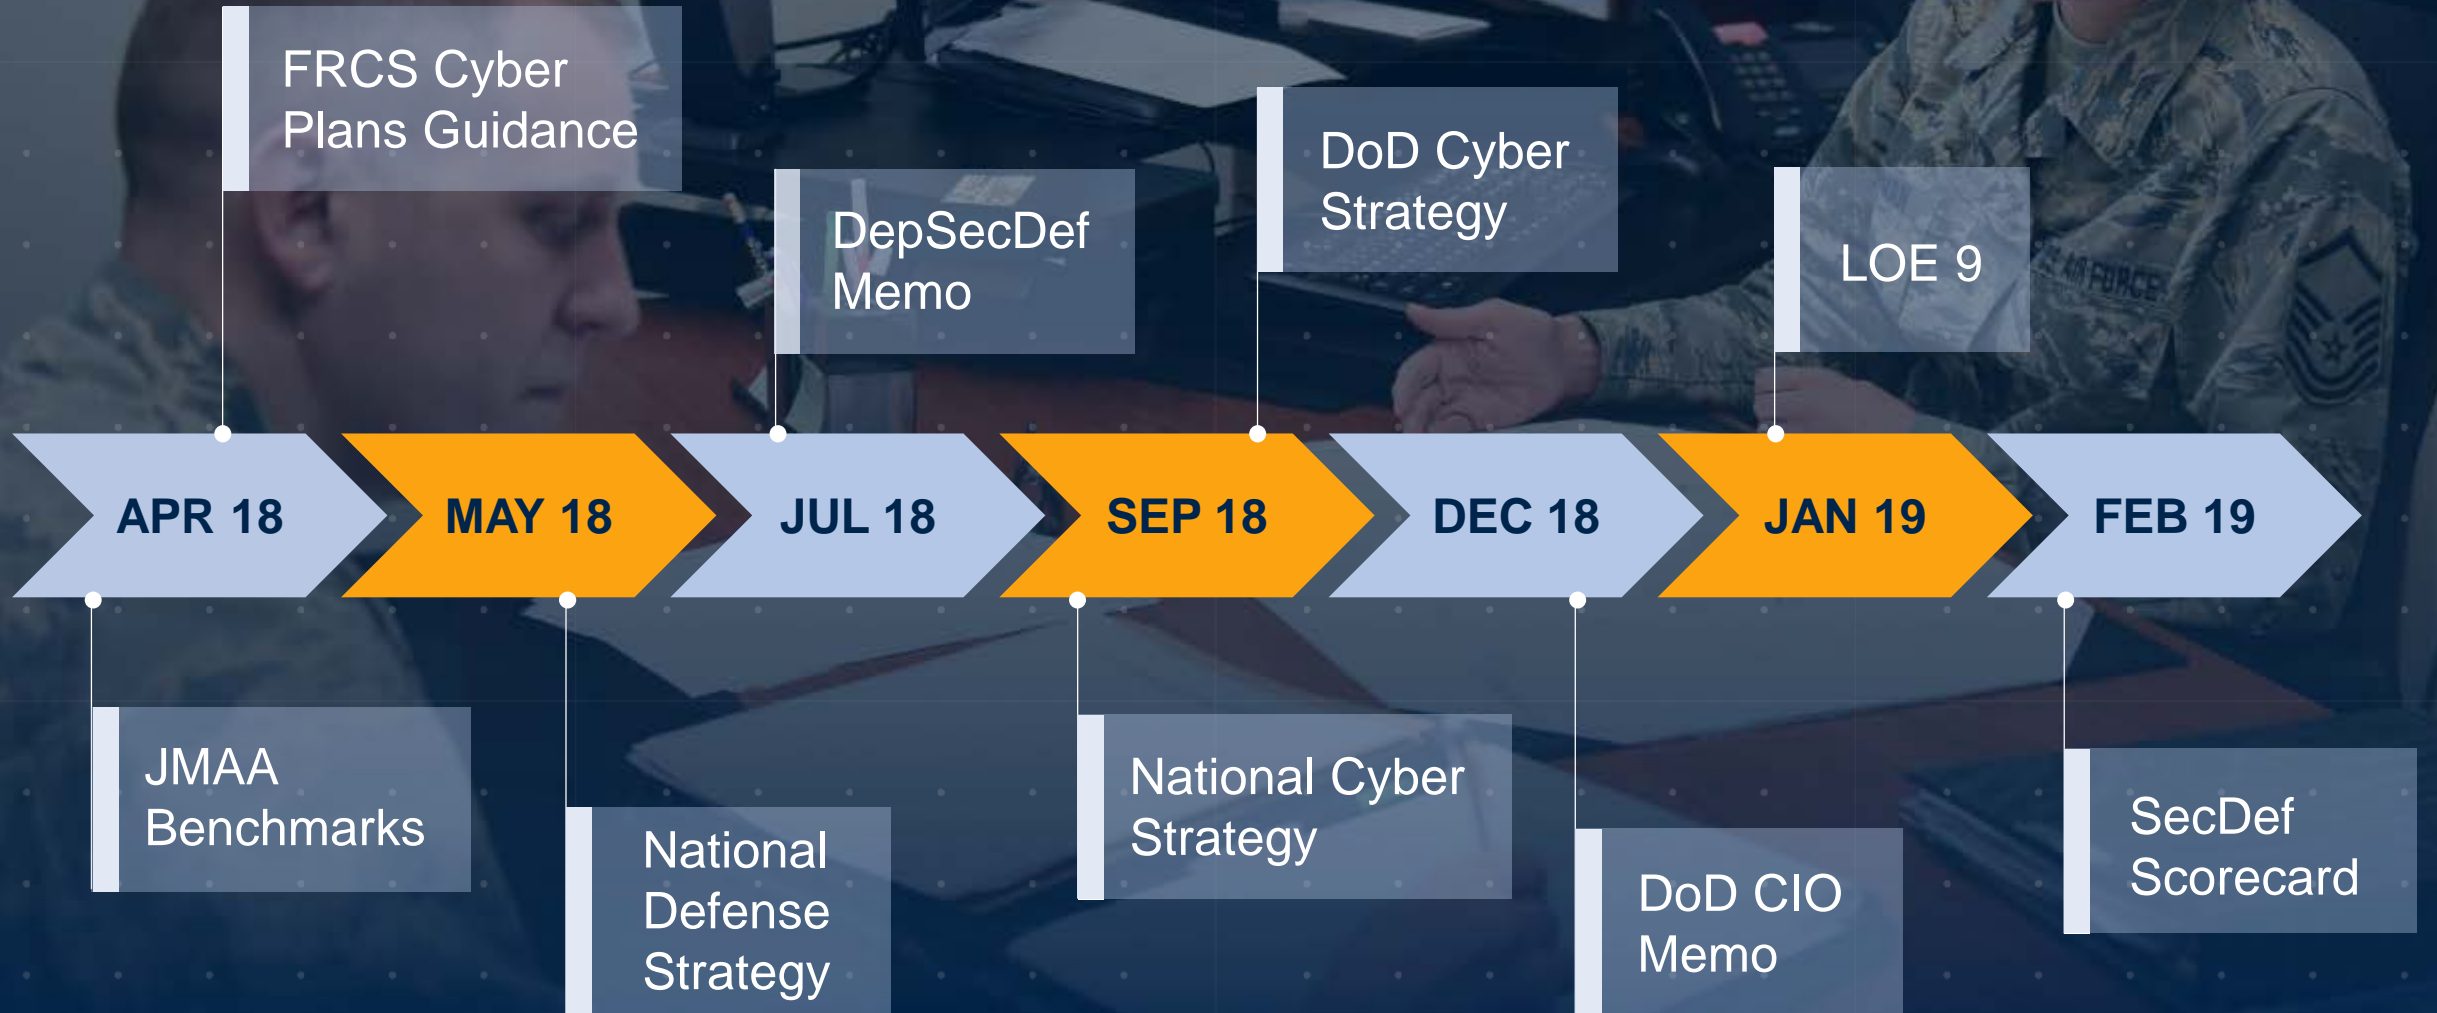 FRCS Cyber
Plans Guidance
DepSecDef
Memo
DoD Cyber
Strategy
LOE 9
AIR FORCE
APR 18
MAY 18
JUL 18
SEP 18
DEC 18
JAN 19
FEB 19
JMAA
Benchmarks
National
Defense
Strategy
National Cyber
Strategy
DoD CIO
Memo
SecDef
Scorecard